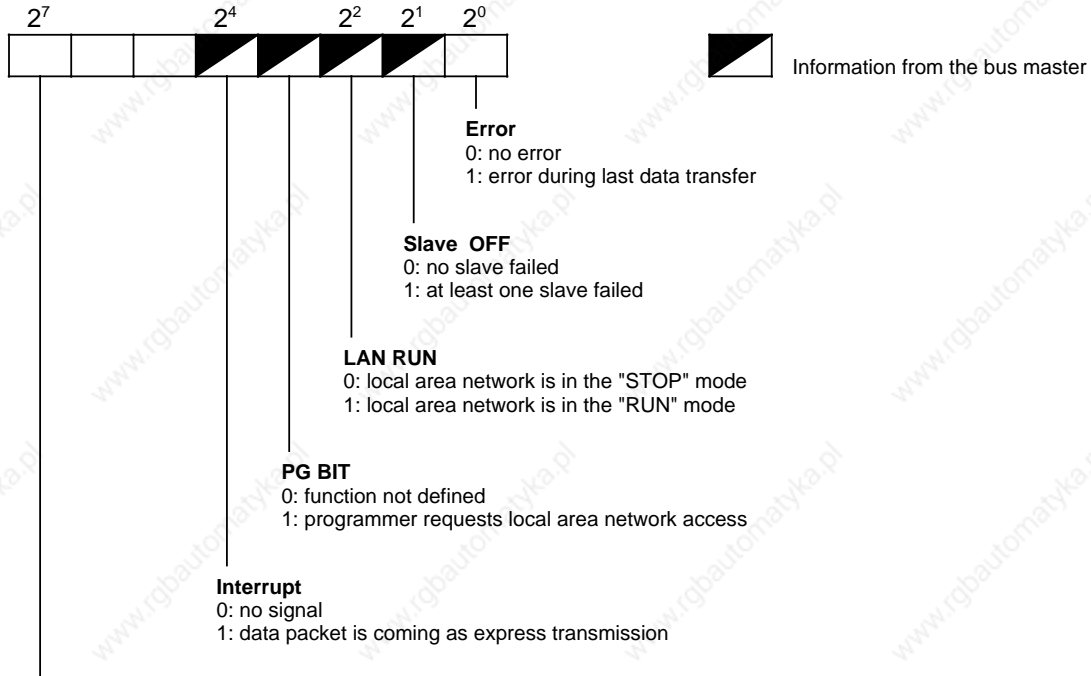 2⁷ 2⁴ 2² 2¹ 2⁰
Information from the bus master
Error
0: no error
1: error during last data transfer
Slave OFF
0: no slave failed
1: at least one slave failed
LAN RUN
0: local area network is in the "STOP" mode
1: local area network is in the "RUN" mode
PG BIT
0: function not defined
1: programmer requests local area network access
Interrupt
0: no signal
1: data packet is coming as express transmission
www.rgbautomatyka.pl